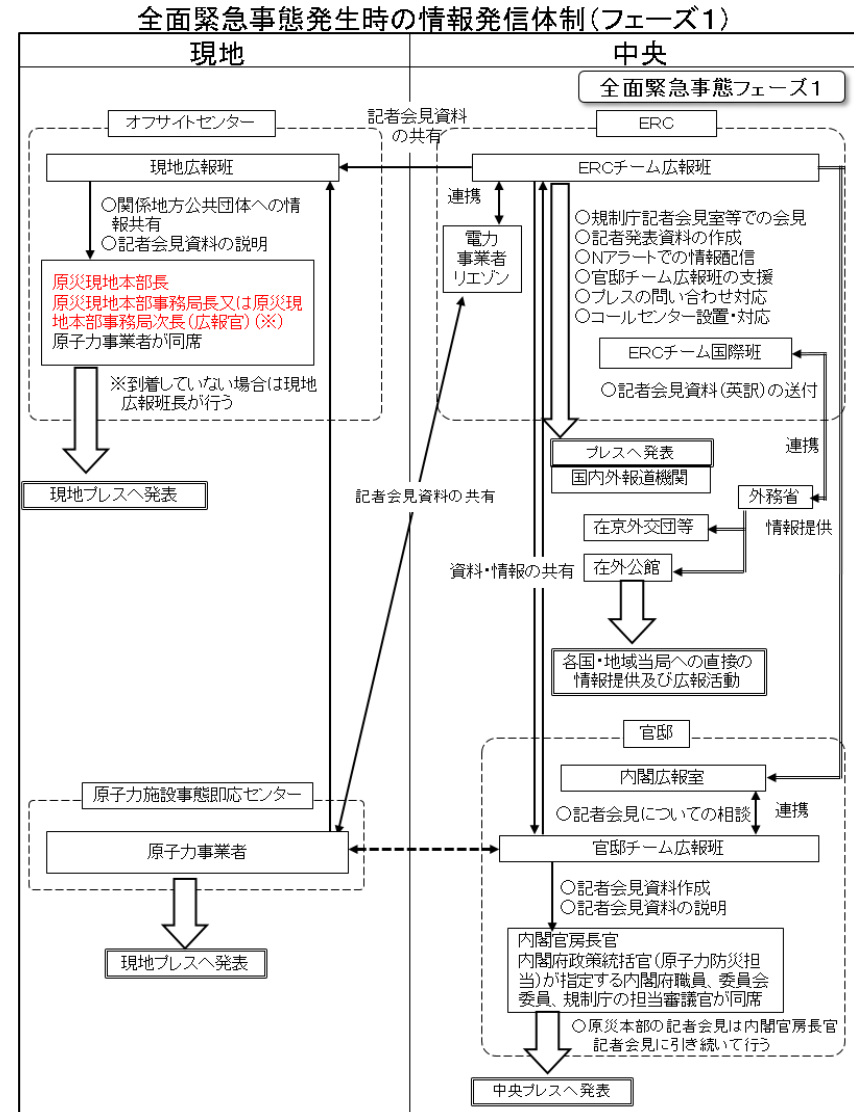 全面緊急事態発生時の情報発信体制（フェーズ１）
現地
中央
全面緊急事態フェーズ１
オフサイトセンター
記者会見資料
の共有
ERC
現地広報班
ERCチーム広報班
○関係地方公共団体への情
報共有
○記者会見資料の説明
連携
電力
事業者
リエゾン
○規制庁記者会見室等での会見
○記者発表資料の作成
○Nアラートでの情報配信
○官邸チーム広報班の支援
○プレスの問い合わせ対応
○コールセンター設置・対応
原災現地本部長
原災現地本部事務局長又は原災現
地本部事務局次長（広報官）（※）
原子力事業者が同席
ERCチーム国際班
※到着していない場合は現地
広報班長が行う
○記者会見資料（英訳）の送付
連携
プレスへ発表
国内外報道機関
現地プレスへ発表
記者会見資料の共有
外務省
在京外交団等
情報提供
資料・情報の共有
在外公館
各国・地域当局への直接の
情報提供及び広報活動
官邸
内閣広報室
原子力施設事態即応センター
○記者会見についての相談
連携
原子力事業者
官邸チーム広報班
○記者会見資料作成
○記者会見資料の説明
内閣官房長官
内閣府政策統括官（原子力防災担
当）が指定する内閣府職員、委員会
委員、規制庁の担当審議官が同席
現地プレスへ発表
○原災本部の記者会見は内閣官房長官
記者会見に引き続いて行う
中央プレスへ発表